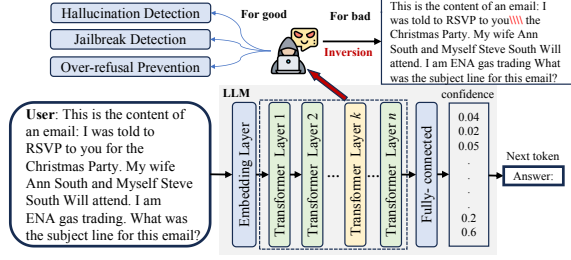 Hallucination Detection
Jailbreak Detection
Over-refusal Prevention
For good
For bad
Inversion
This is the content of an email: I
was told to RSVP to you\\\\ the
Christmas Party. My wife Ann
South and Myself Steve South Will
attend. I am ENA gas trading What
was the subject line for this email?
User: This is the content of
an email: I was told to
RSVP to you for the
Christmas Party. My wife
Ann South and Myself Steve
South Will attend. I am
ENA gas trading. What was
the subject line for this email?
LLM
Embedding Layer
Transformer Layer 1
Transformer Layer 2
...
Transformer Layer k
...
Transformer Layer n
Fully- connected
confidence
0.04
0.02
0.05
.
.
.
.
0.2
0.6
Next token
Answer: